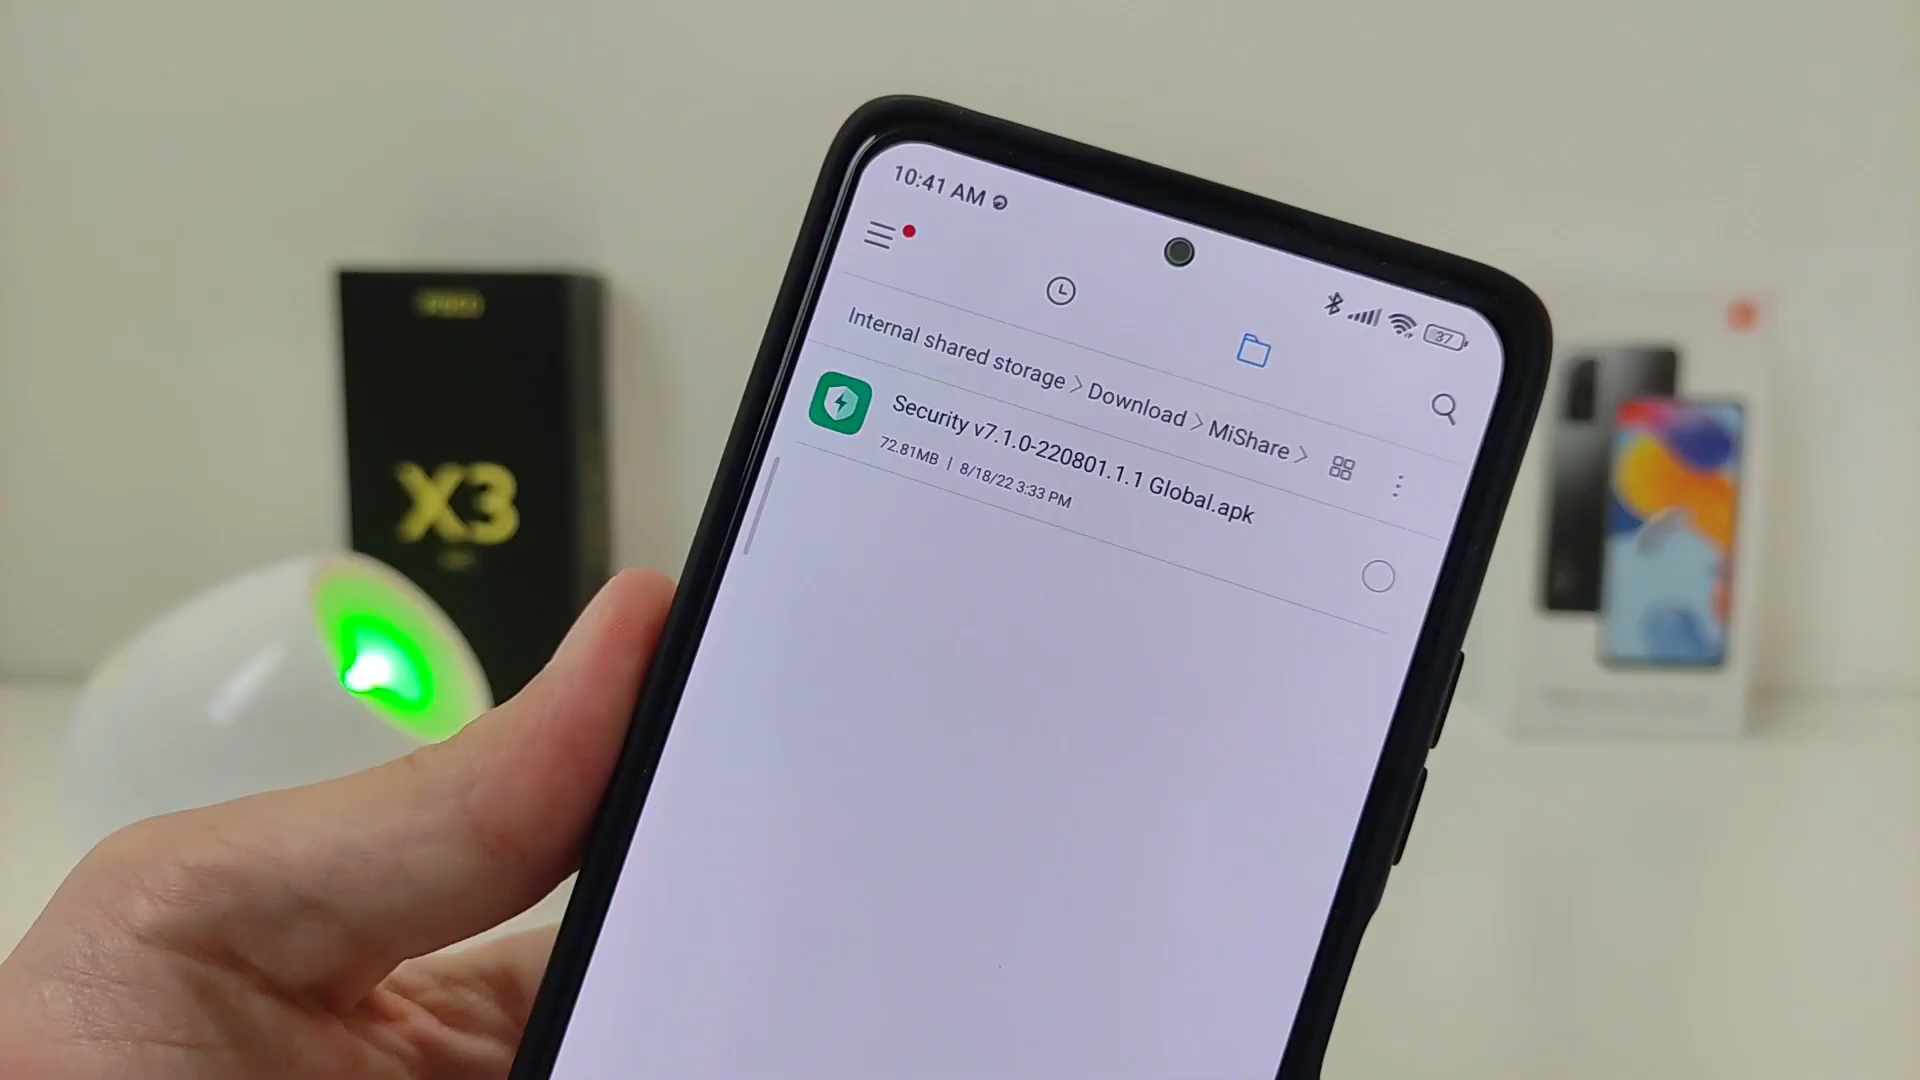 10:41 AM
37
Internal shared storage > Download > MiShare >
Security v7.1.0-220801.1.1 Global.apk
72.81MB | 8/18/22 3:33 PM
X3